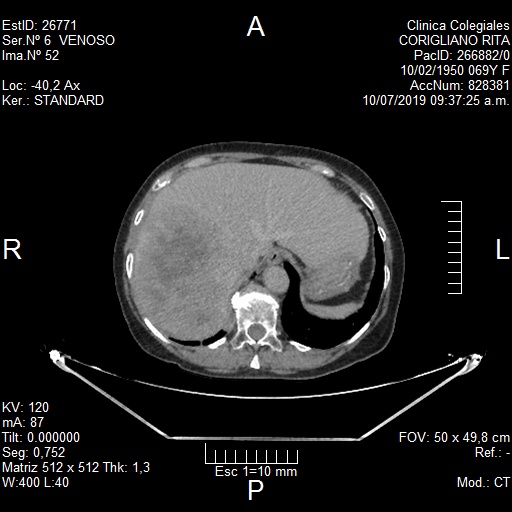 EstID: 26771
Ser.Nº 6 VENOSO
Ima.Nº 52
Loc: -40,2 Ax
Ker.: STANDARD
A
Clinica Colegiales
CORIGLIANO RITA
PacID: 266882/0
10/02/1950 069Y F
AccNum: 828381
10/07/2019 09:37:25 a.m.
R
L
KV: 120
mA: 87
Tilt: 0.000000
Seg: 0,752
Matriz 512 x 512 Thk: 1,3
W:400 L:40
Esc 1=10 mm
P
FOV: 50 x 49,8 cm
Ref.: -
Mod.: CT